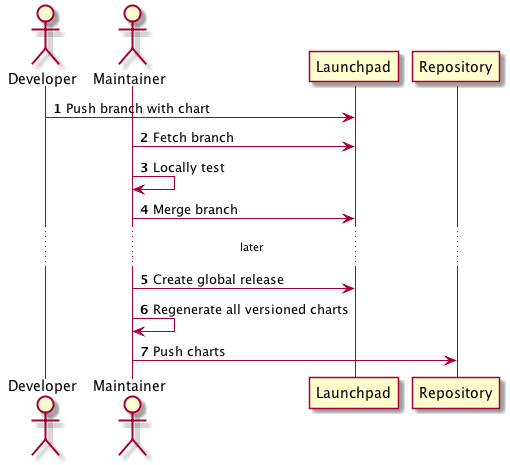 Developer Maintainer Launchpad Repository
1 Push branch with chart
2 Fetch branch
3 Locally test
4 Merge branch
later
5 Create global release
6 Regenerate all versioned charts
7 Push charts
Developer Maintainer Launchpad Repository